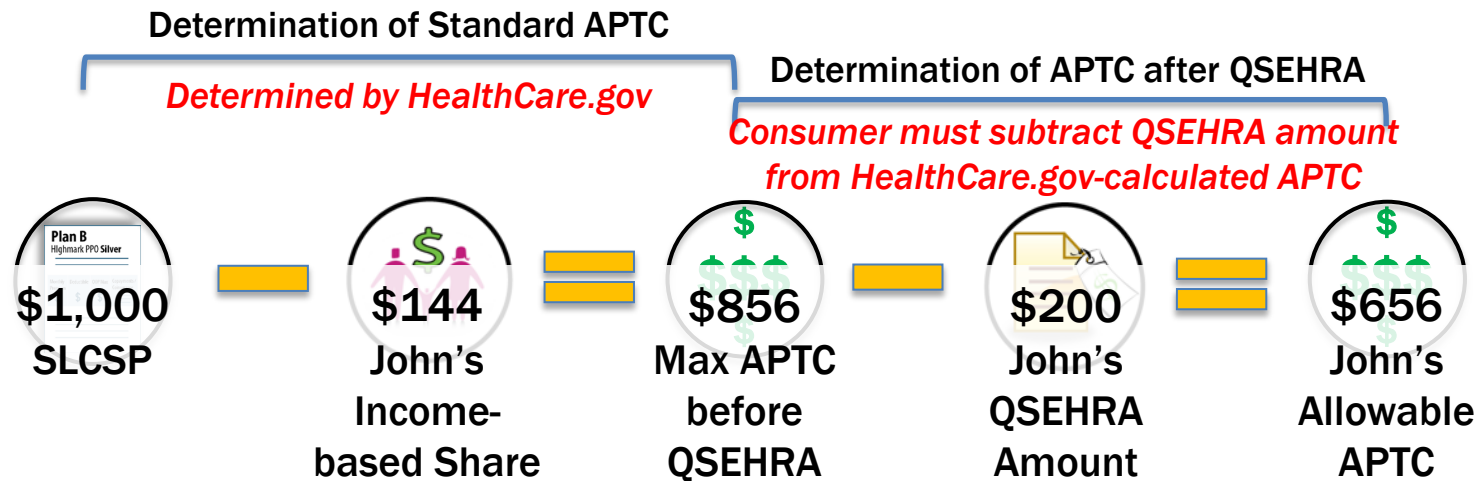 Determination of Standard APTC
Determined by HealthCare.gov
Determination of APTC after QSEHRA
Consumer must subtract QSEHRA amount
from HealthCare.gov-calculated APTC
Plan B
Highmark PPO Silver
$1,000
SLCSP
$
$144
John's
Income-
based Share
$
$$$
$856
$
Max APTC
before
QSEHRA
$200
John's
QSEHRA
Amount
$
$$$
$656
$
John's
Allowable
APTC